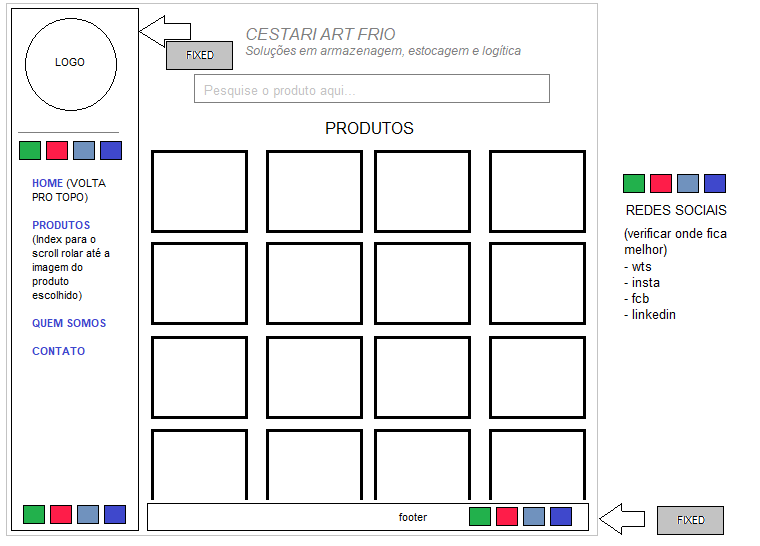 LOGO
FIXED
CESTARI ART FRIO
Soluções em armazenagem, estocagem e logítica
Pesquise o produto aqui...
PRODUTOS
HOME (VOLTA
PRO TOPO)
PRODUTOS
(Index para o
scroll rolar até a
imagem do
produto
escolhido)
QUEM SOMOS
CONTATO
REDES SOCIAIS
(verificar onde fica
melhor)
- wts
- insta
- fcb
- linkedin
footer
FIXED